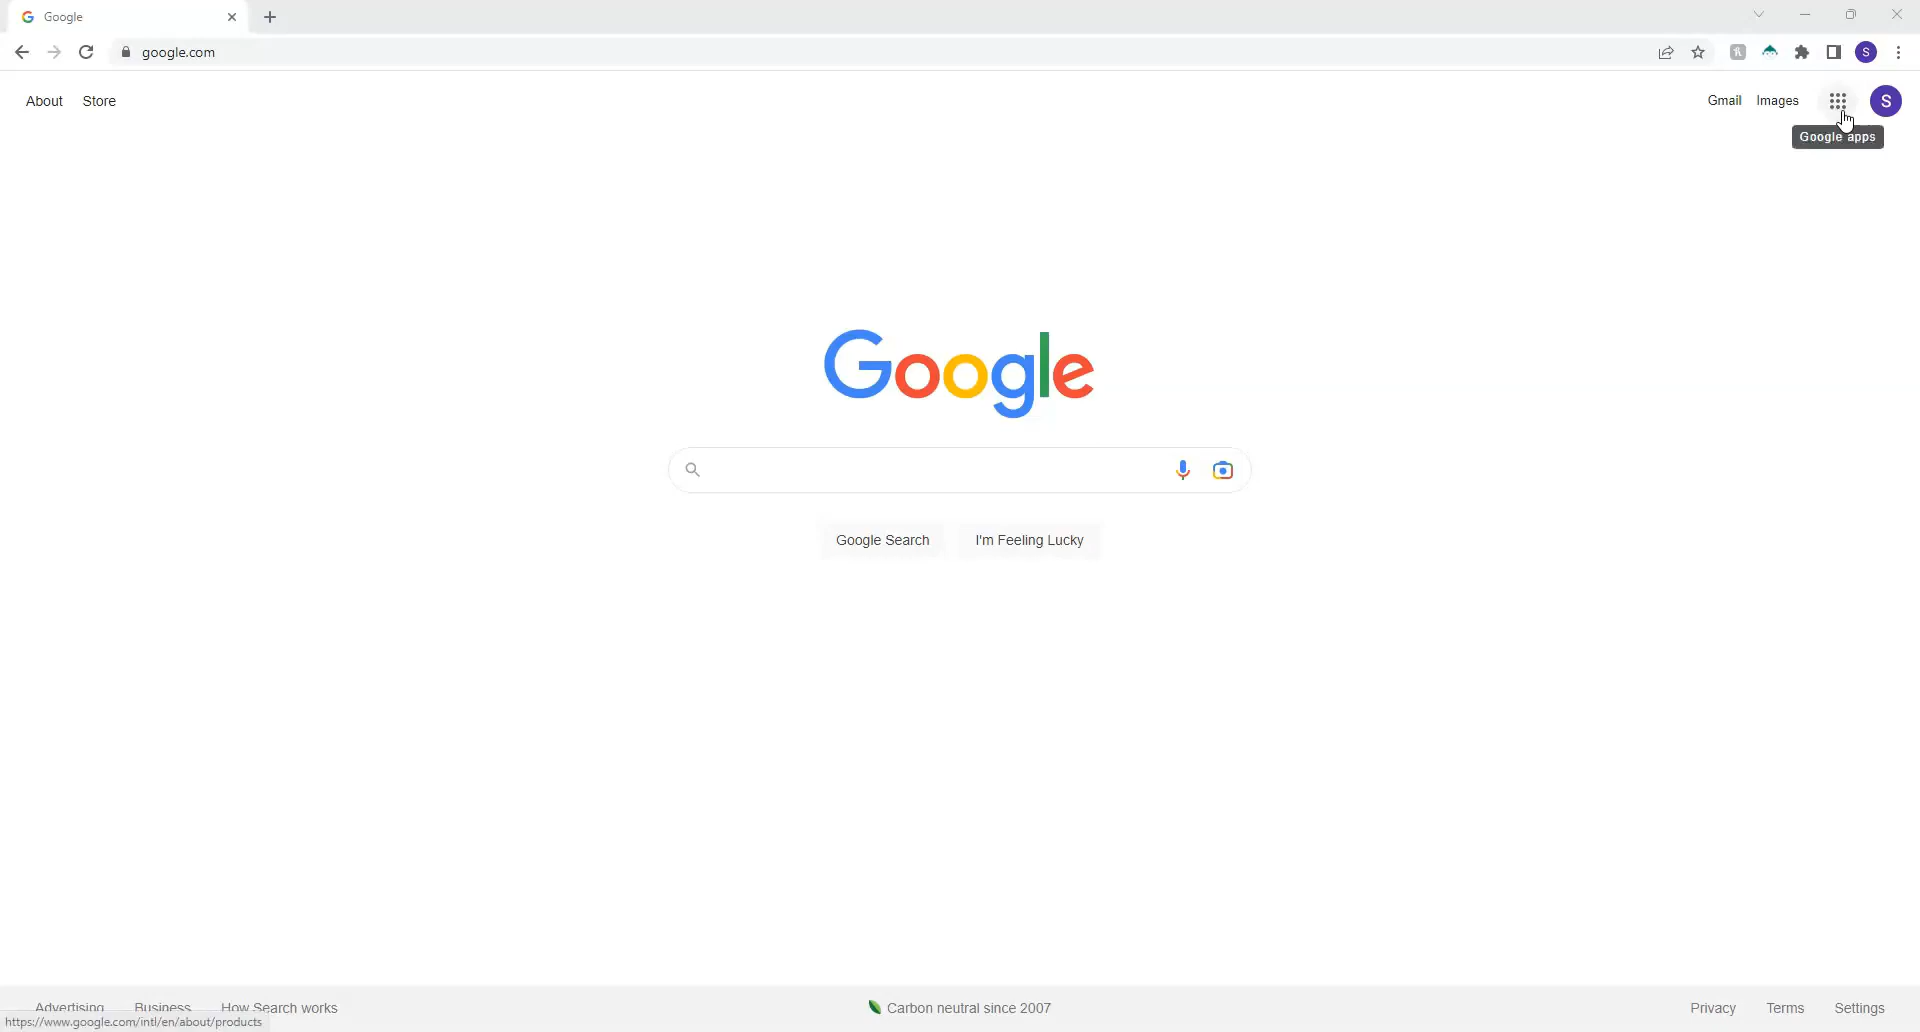 Google
google.com
S
About Store
Gmail Images
S
Google apps
Google
Google Search I'm Feeling Lucky
Advertising Business How Search works
Carbon neutral since 2007
Privacy Terms Settings
https://www.google.com/intl/en/about/products